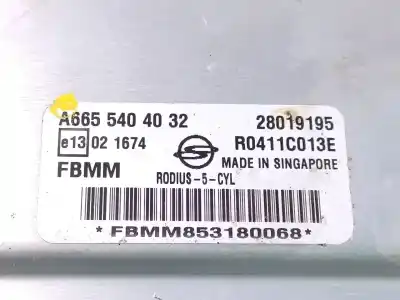 A665 540 40 32 28019195
e13 02 1674 R0411C013E
FBMM MADE IN SINGAPORE
RODIUS-5-CYL
*FBMM853180068*